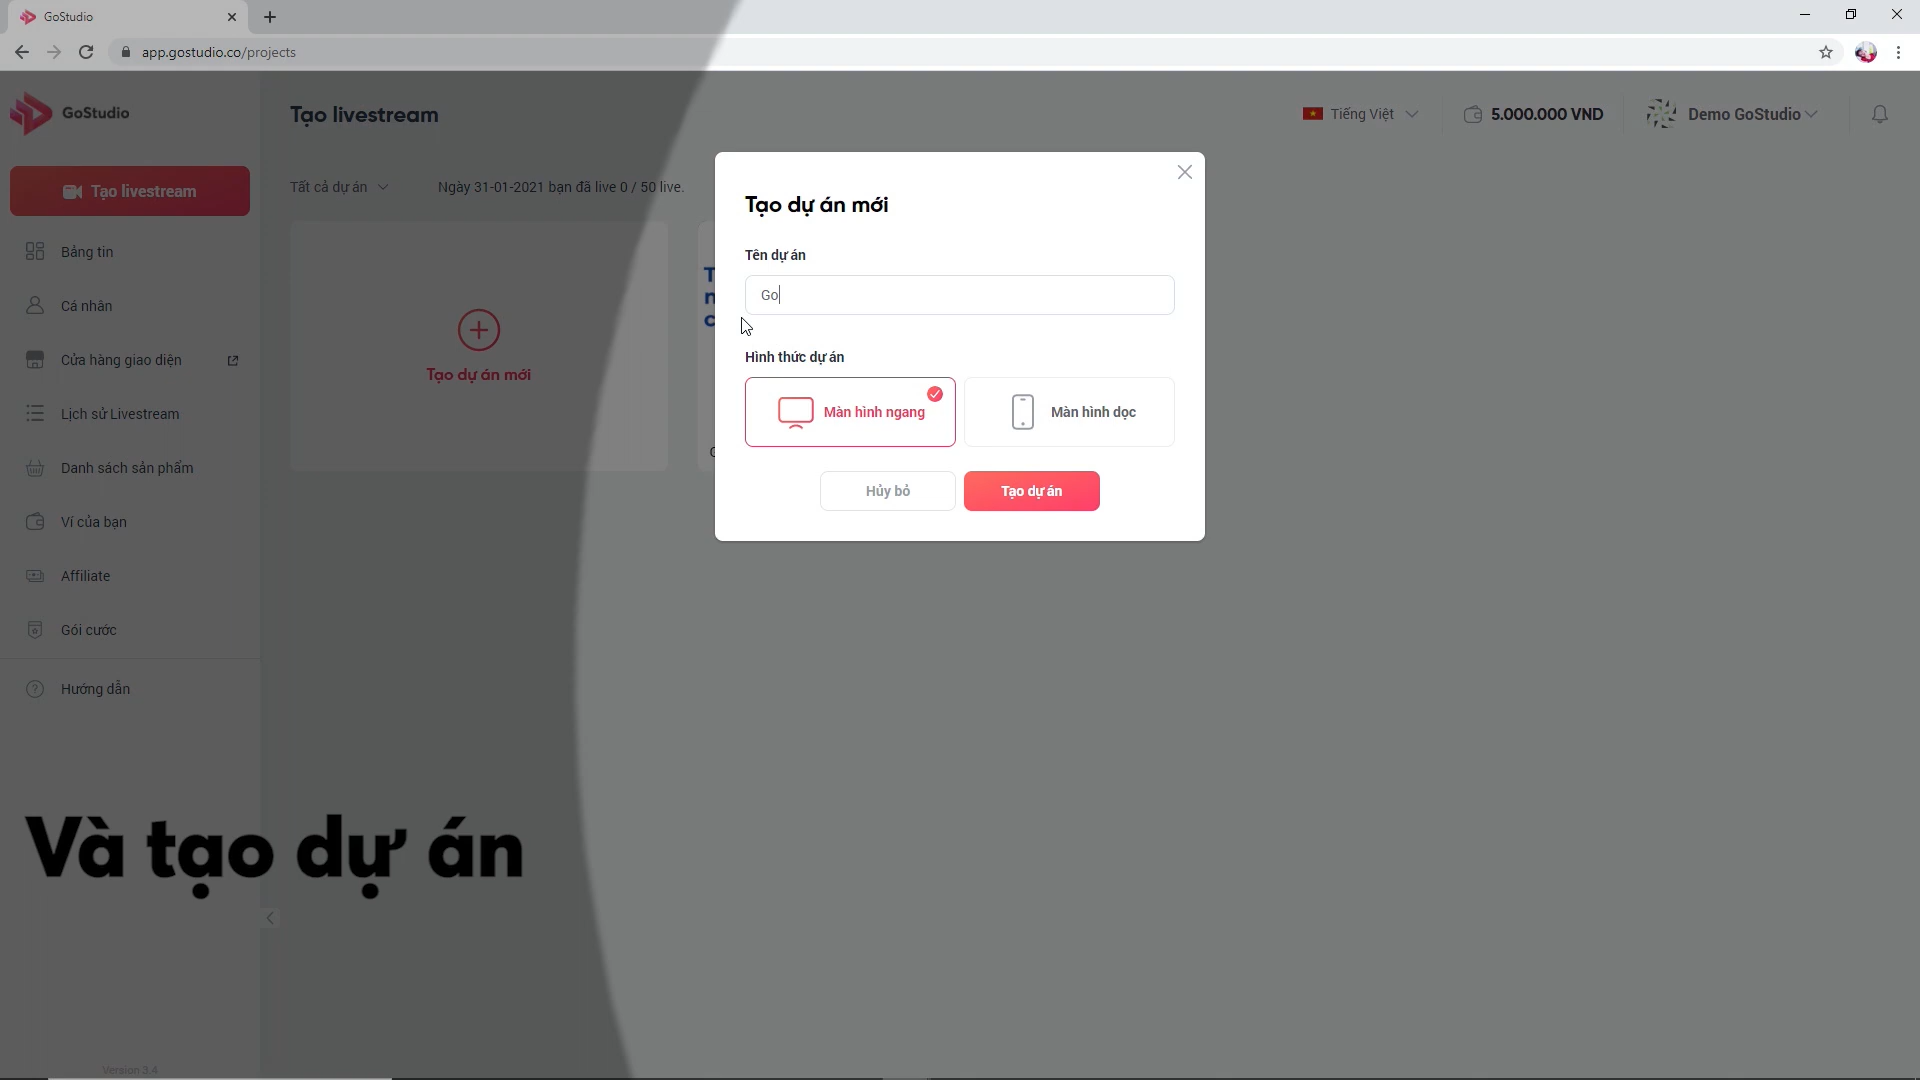 GoStudio
app.gostudio.co/projects
GoStudio
Tạo livestream
Tiếng Việt
5.000.000 VND
Demo GoStudio
Tạo livestream
Tất cả dự án
Ngày 31-01-2021 bạn đã live 0 / 50 live.
Bảng tin
Cá nhân
Cửa hàng giao diện
Lịch sử Livestream
Danh sách sản phẩm
Ví của bạn
Affiliate
Gói cước
Hướng dẫn
Tạo dự án mới
Tạo dự án mới
Tên dự án
Go
Hình thức dự án
Màn hình ngang
Màn hình dọc
Hủy bỏ
Tạo dự án
Và tạo dự án
Version 3.4